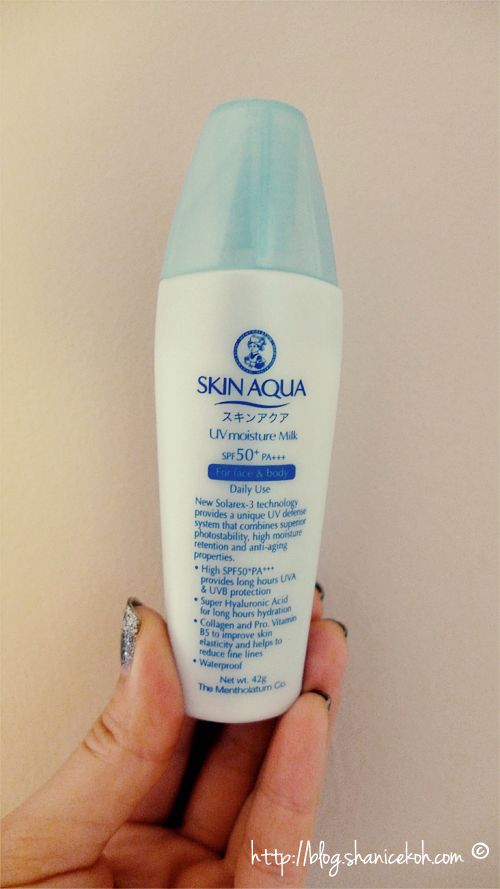 SKIN AQUA
スキンアクア
UV moisture Milk
SPF50+ PA+++
For face & body
Daily Use
New Solarex-3 technology
provides a unique UV defense
system that combines superior
photostability, high moisture
retention and anti-aging
properties.
• High SPF50+PA+++
provides long hours UVA
& UVB protection
• Super Hyaluronic Acid
for long hours hydration
• Collagen and Pro. Vitamin
B5 to improve skin
elasticity and helps to
reduce fine lines
• Waterproof
Net wt. 42g
The Mentholatum Co.
http://blog.shanicekoh.com ©